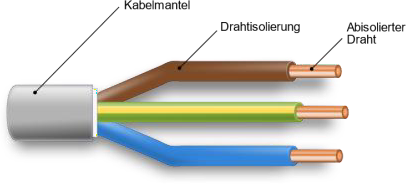 Kabelmantel
Drahtisolierung
Abisolierter
Draht